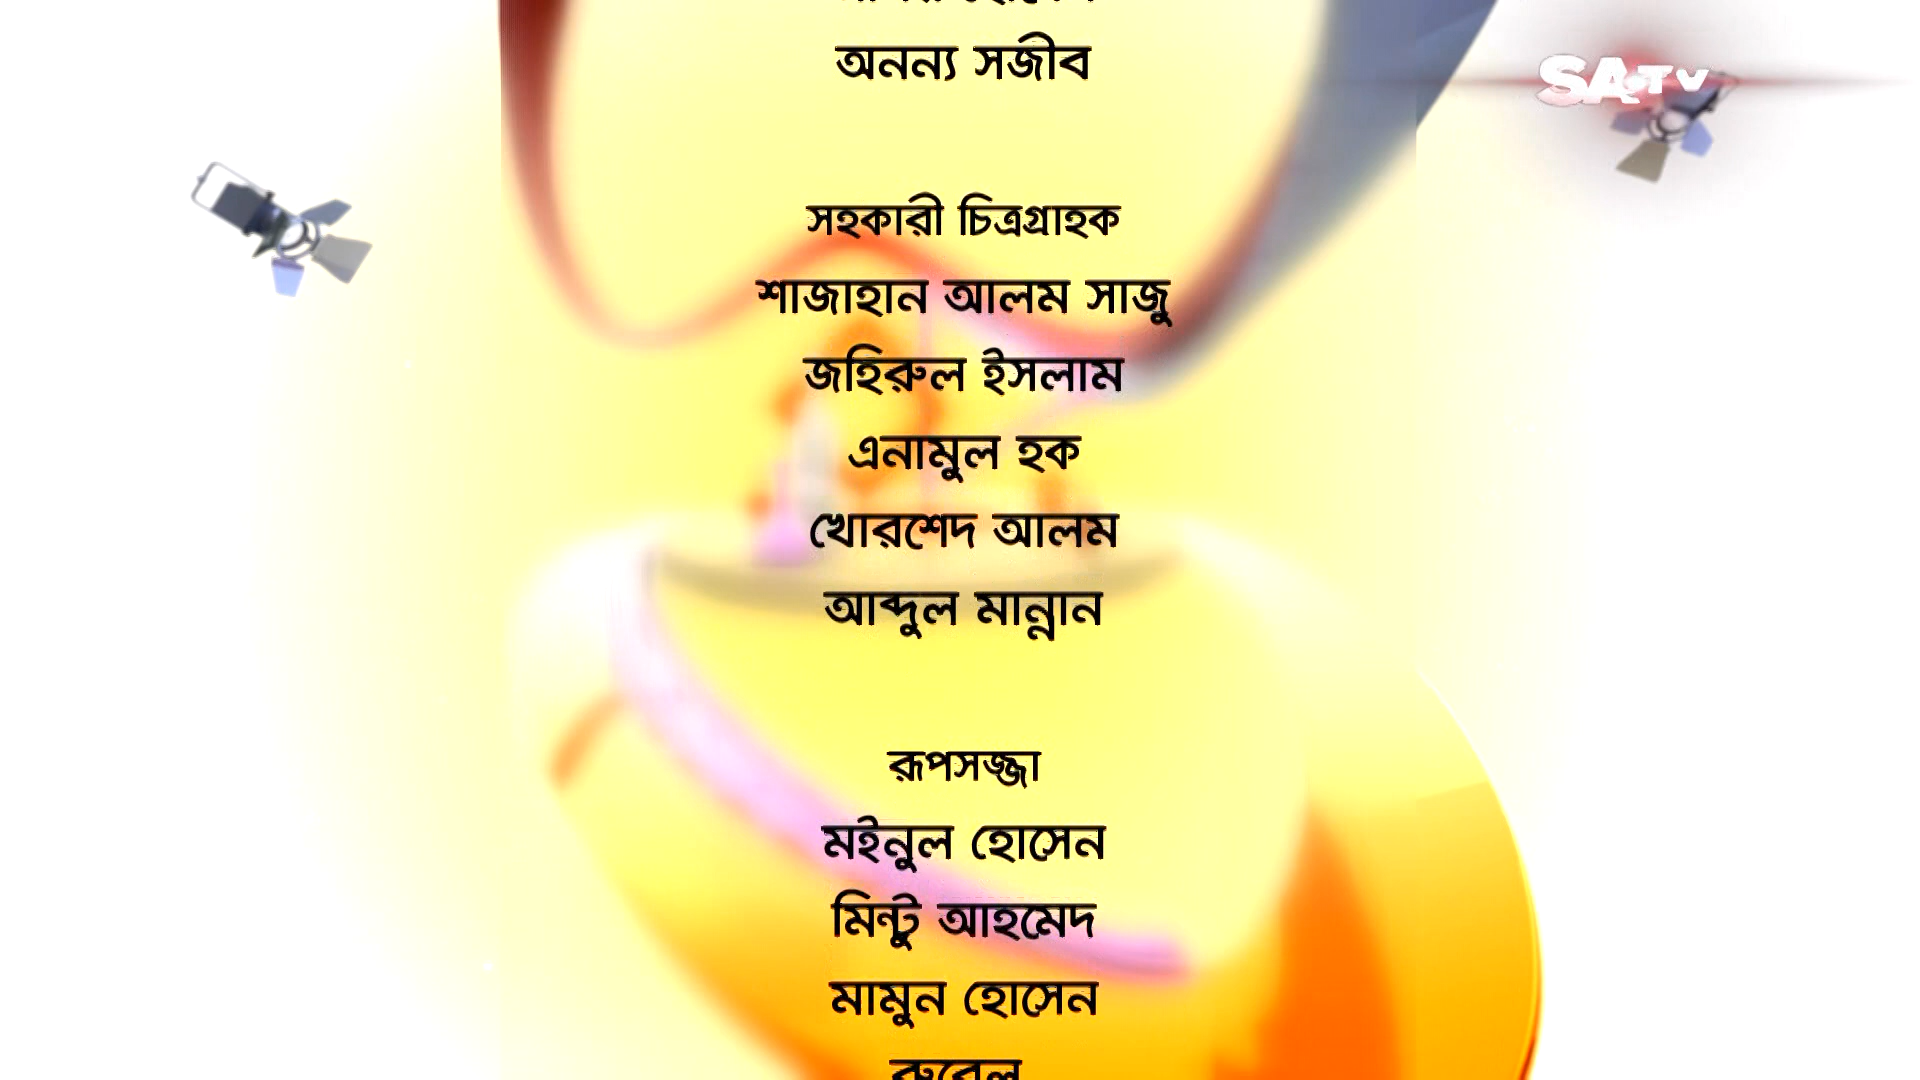 অনন্য সজীব
SATV
সহকারী চিত্রগ্রাহক
শাজাহান আলম সাজু
জহিরুল ইসলাম
এনামুল হক
খোরশেদ আলম
আব্দুল মান্নান
রূপসজ্জা
মইনুল হোসেন
মিন্টু আহমেদ
মামুন হোসেন
রুবেল